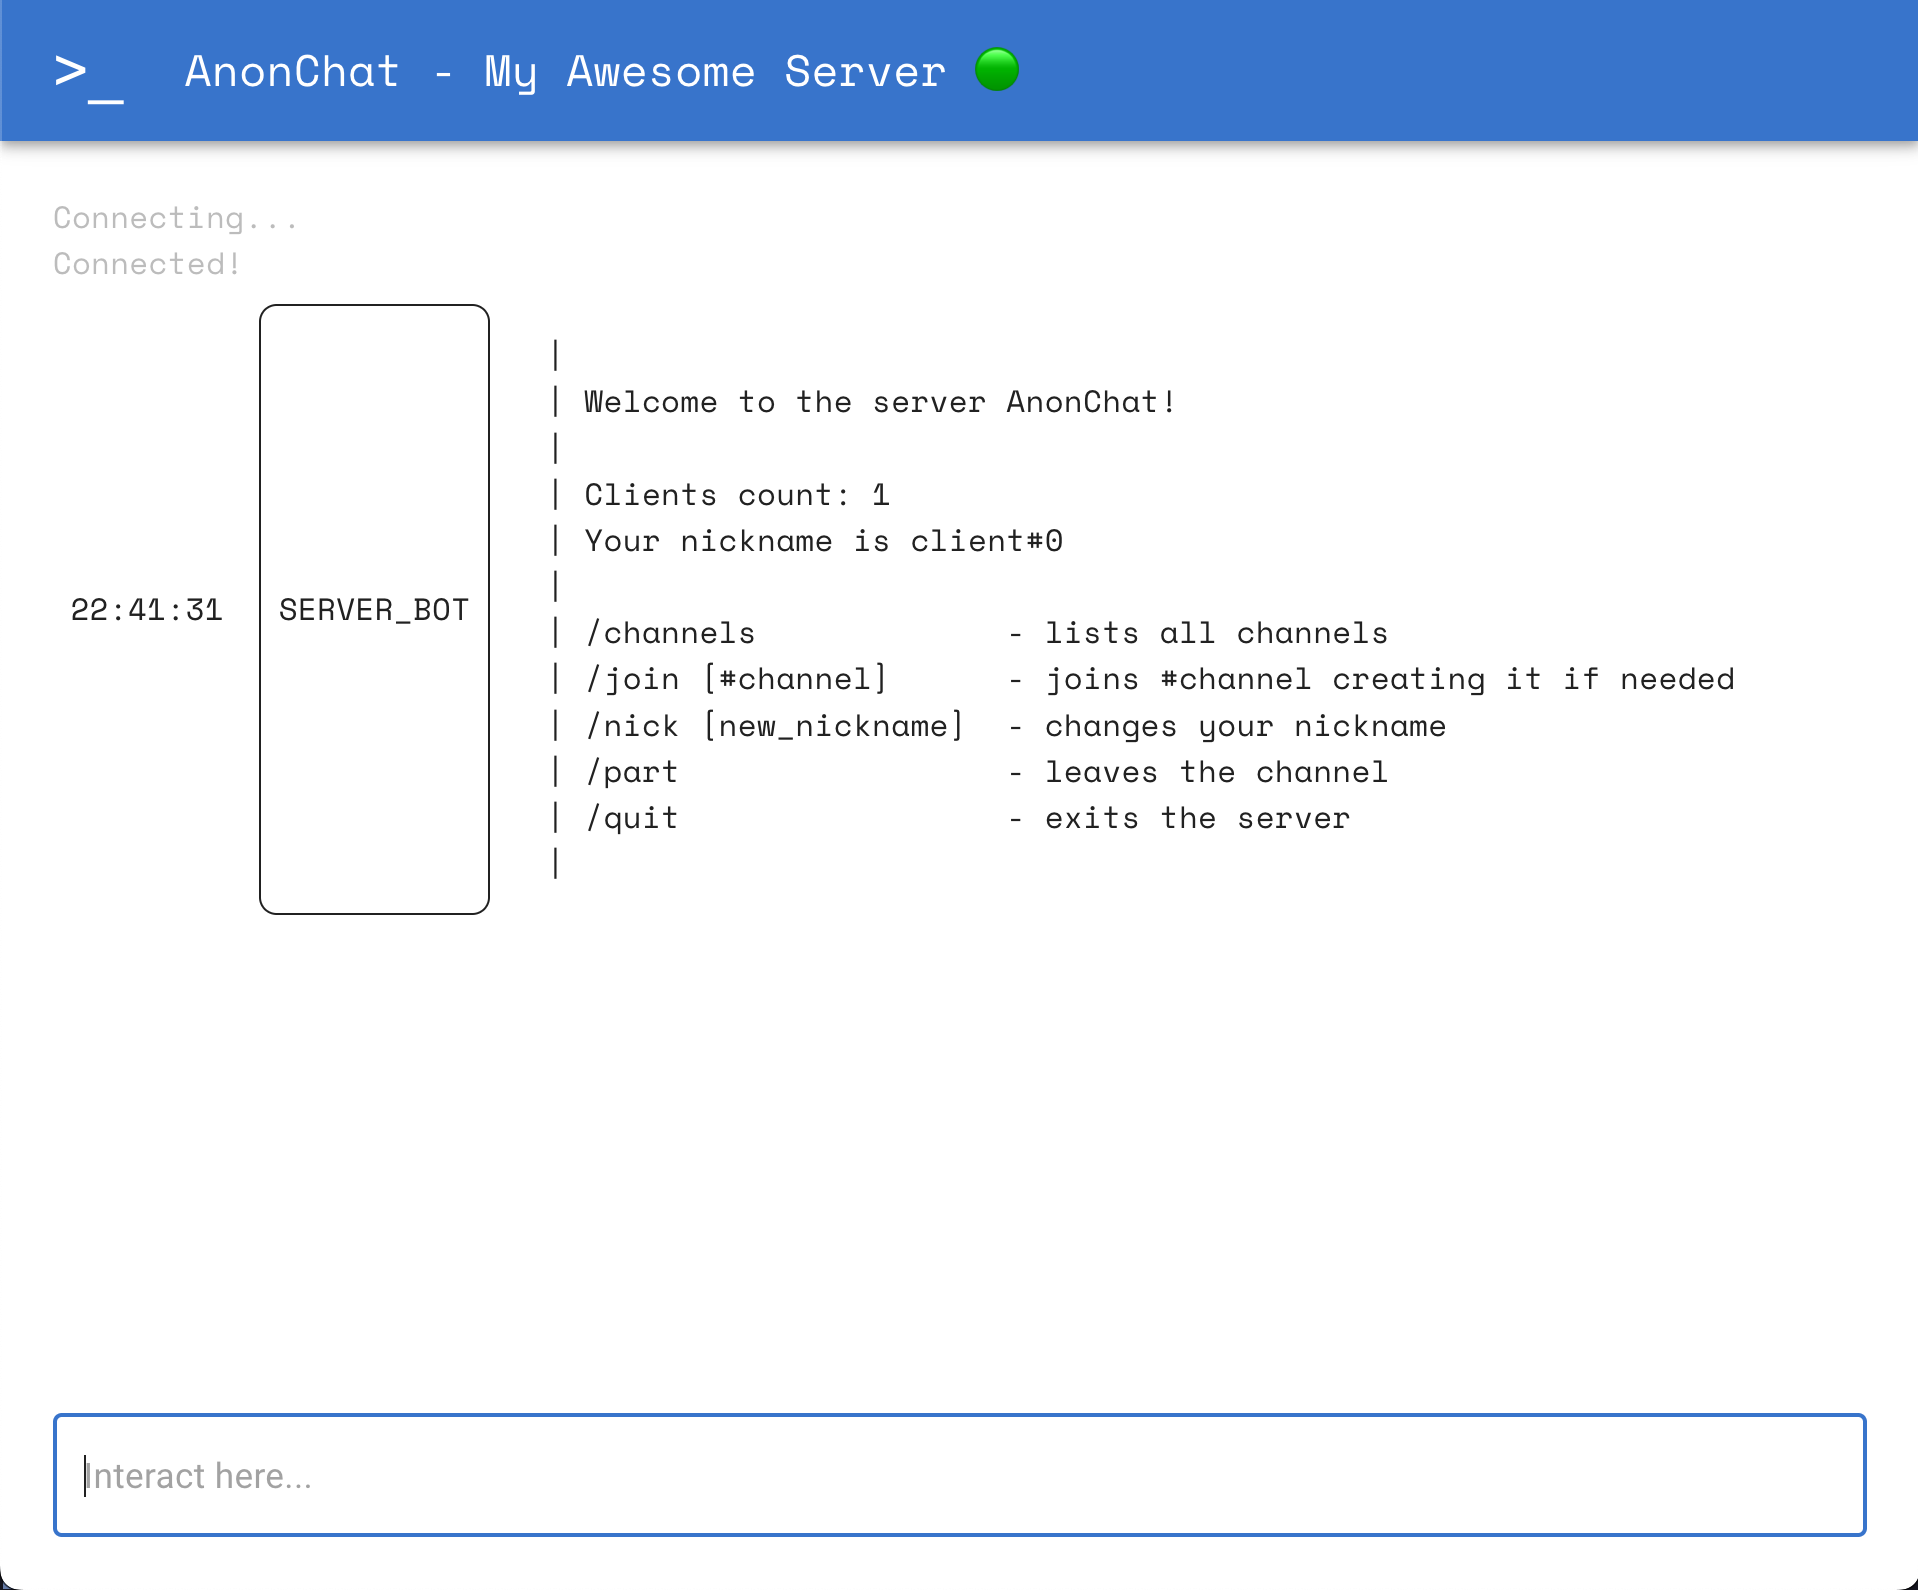 >_ AnonChat - My Awesome Server
Connecting...
Connected!
22:41:31 SERVER_BOT
|
| Welcome to the server AnonChat!
|
| Clients count: 1
| Your nickname is client#0
|
| /channels - lists all channels
| /join [#channel] - joins #channel creating it if needed
| /nick [new_nickname] - changes your nickname
| /part - leaves the channel
| /quit - exits the server
|
Interact here...